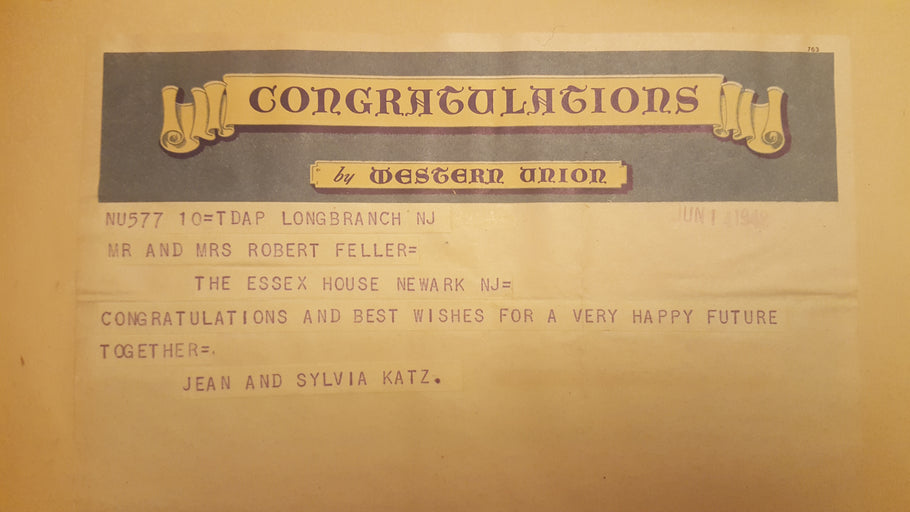 763
CONGRATULATIONS
by WESTERN UNION
NU577 10=TDAP LONGBRANCH NJ
MR AND MRS ROBERT FELLER=
THE ESSEX HOUSE NEWARK NJ=
CONGRATULATIONS AND BEST WISHES FOR A VERY HAPPY FUTURE
TOGETHER=.
JEAN AND SYLVIA KATZ.
JUN